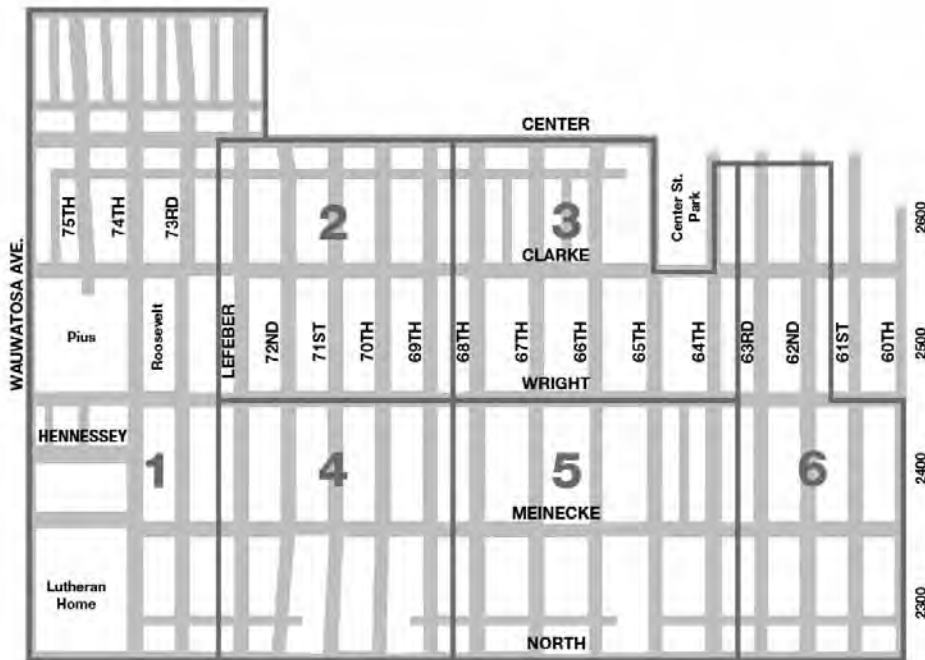 CENTER
WAUWATOSA AVE.
75TH
74TH
73RD
2
3
Center St.
Park
2600
CLARKE
Pius
Roosevelt
LEFEBER
72ND
71ST
70TH
69TH
68TH
67TH
66TH
65TH
64TH
63RD
62ND
61ST
60TH
2500
WRIGHT
HENNESSEY
1
4
5
6
2400
MEINECKE
Lutheran
Home
2300
NORTH